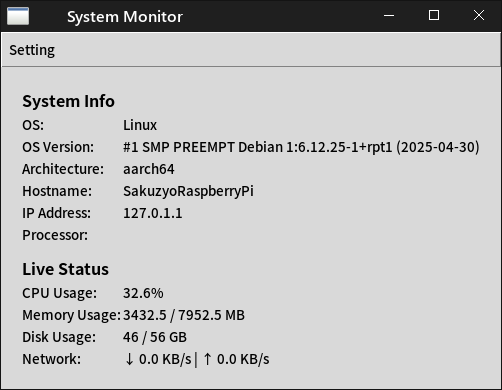 System Monitor
Setting
System Info
OS: Linux
OS Version: #1 SMP PREEMPT Debian 1:6.12.25-1+rpt1 (2025-04-30)
Architecture: aarch64
Hostname: SakuzyoRaspberryPi
IP Address: 127.0.1.1
Processor:
Live Status
CPU Usage: 32.6%
Memory Usage: 3432.5 / 7952.5 MB
Disk Usage: 46 / 56 GB
Network: ↓ 0.0 KB/s | ↑ 0.0 KB/s